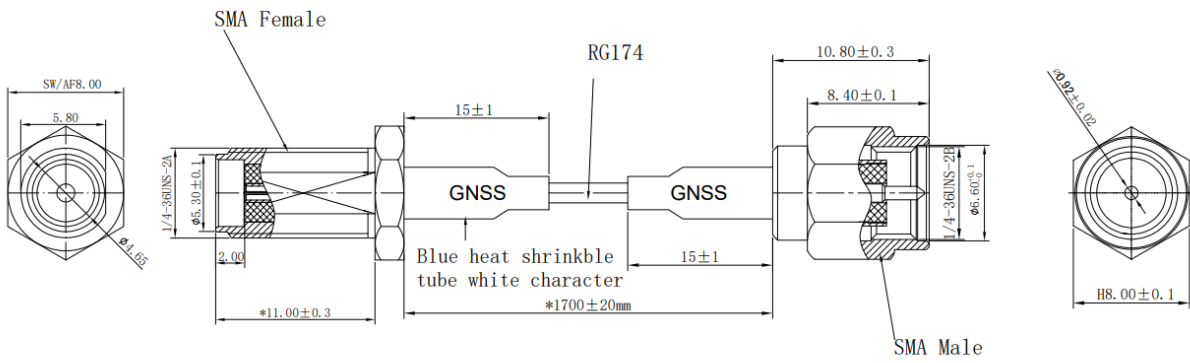 SMA Female
RG174
10.80±0.3
8.40±0.1
SW/AF8.00
5.80
ϕ4.65
1/4-36UNS-2A
ϕ5.30±0.1
2.00
*11.00±0.3
15±1
GNSS
GNSS
Blue heat shrinkble
tube white character
15±1
*1700±20mm
1/4-36UNS-2B
ϕ6.60
SMA Male
⌀0.92±0.02
H8.00±0.1